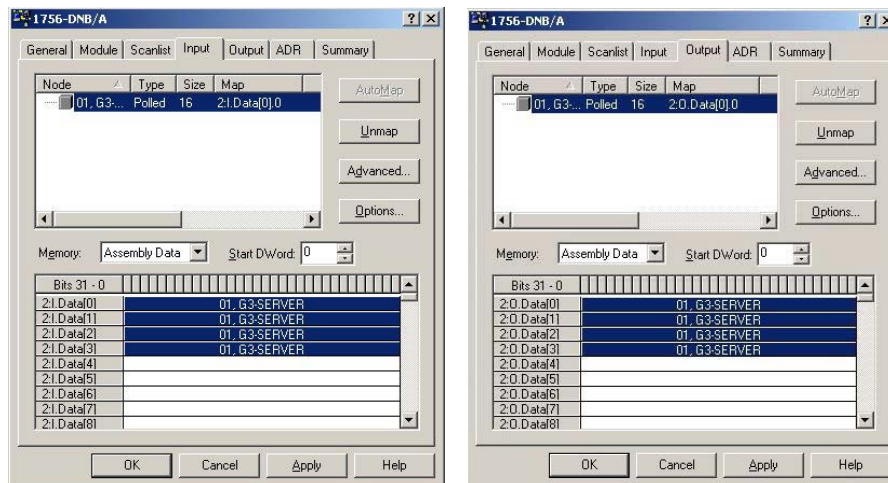 1756-DNB/A
General Module Scanlist Input Output ADR Summary
Node Type Size Map
01, G3-... Polled 16 2:I.Data[0].0
AutoMap
Unmap
Advanced...
Options...
Memory: Assembly Data Start DWord: 0
Bits 31 - 0
2:I.Data[0] 01, G3-SERVER
2:I.Data[1] 01, G3-SERVER
2:I.Data[2] 01, G3-SERVER
2:I.Data[3] 01, G3-SERVER
2:I.Data[4]
2:I.Data[5]
2:I.Data[6]
2:I.Data[7]
2:I.Data[8]
OK Cancel Apply Help
1756-DNB/A
General Module Scanlist Input Output ADR Summary
Node Type Size Map
01, G3-... Polled 16 2:O.Data[0].0
AutoMap
Unmap
Advanced...
Options...
Memory: Assembly Data Start DWord: 0
Bits 31 - 0
2:O.Data[0] 01, G3-SERVER
2:O.Data[1] 01, G3-SERVER
2:O.Data[2] 01, G3-SERVER
2:O.Data[3] 01, G3-SERVER
2:O.Data[4]
2:O.Data[5]
2:O.Data[6]
2:O.Data[7]
2:O.Data[8]
OK Cancel Apply Help